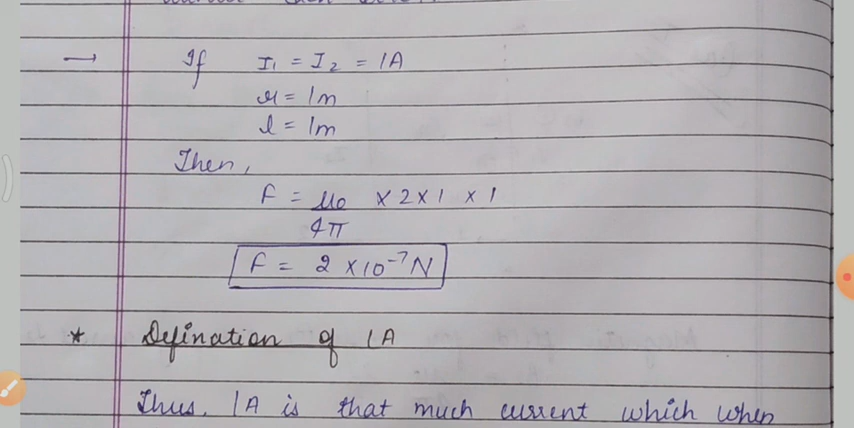 → If I₁ = I₂ = 1A
r = 1m
l = 1m
Then,
F = μ₀/4π × 2 × 1 × 1
F = 2 × 10⁻⁷ N
* Defination of 1A
Thus, 1A is that much current which when